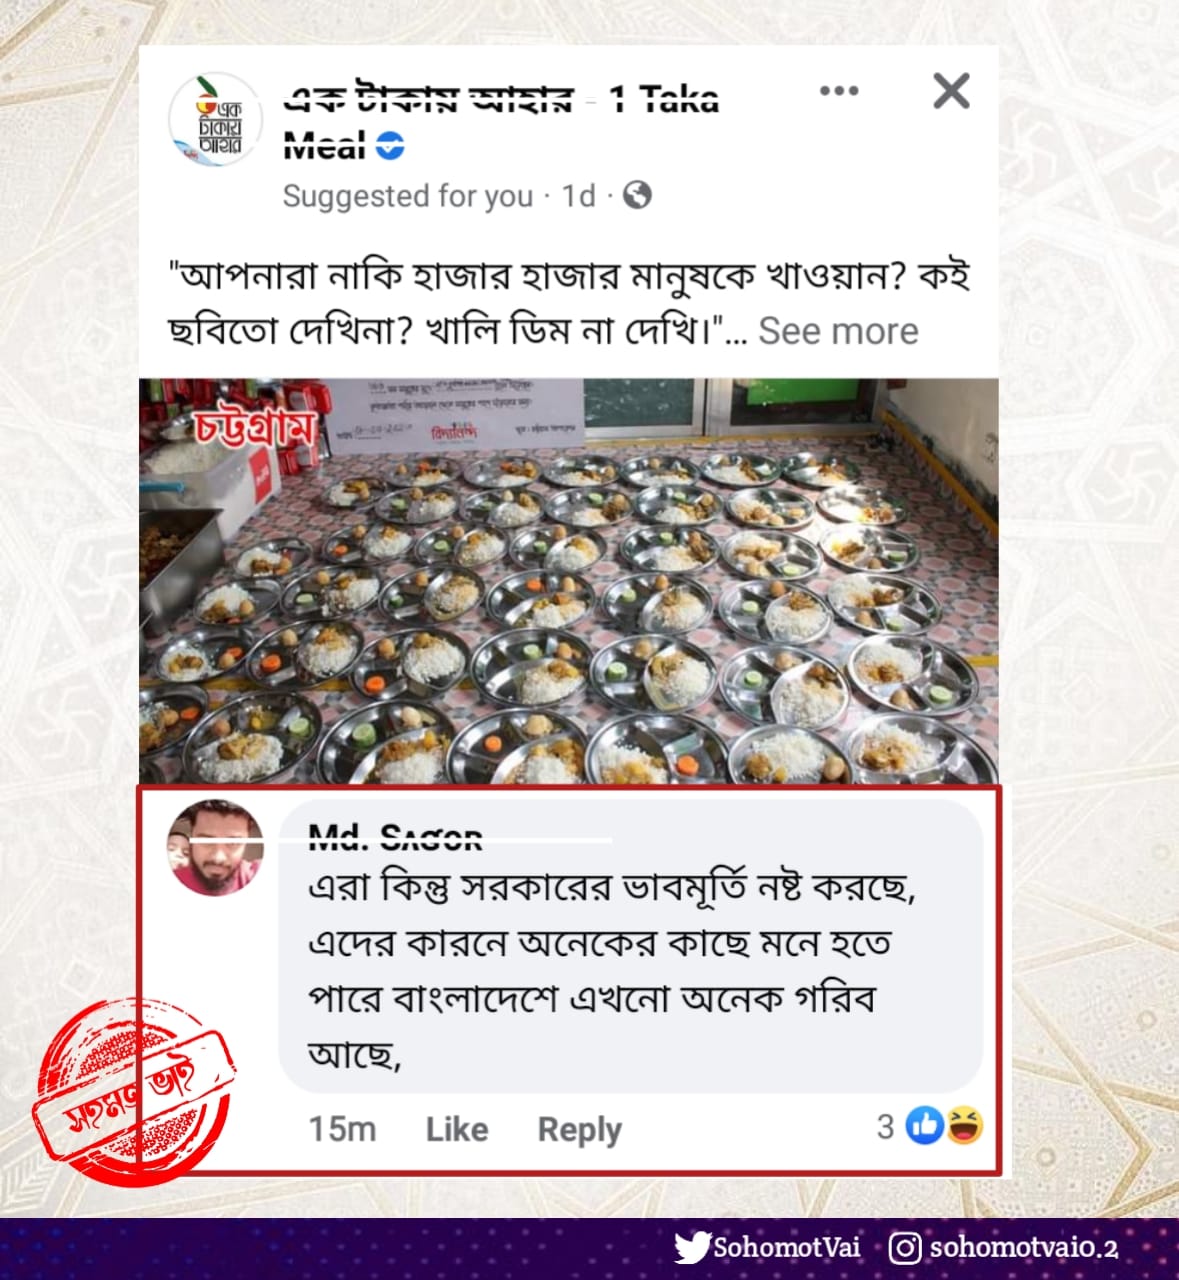 এক টাকায় আহার
এক টাকায় আহার - 1 Taka
Meal
Suggested for you · 1d ·
"আপনারা নাকি হাজার হাজার মানুষকে খাওয়ান? কই
ছবিতো দেখিনা? খালি ডিম না দেখি।"... See more
চট্টগ্রাম
বিদ্যানন্দ
Md. SᴀGOR
এরা কিন্তু সরকারের ভাবমূর্তি নষ্ট করছে,
এদের কারনে অনেকের কাছে মনে হতে
পারে বাংলাদেশে এখনো অনেক গরিব
আছে,
15m Like Reply 3
সহমত ভাই
SohomotVai sohomotvaio.2